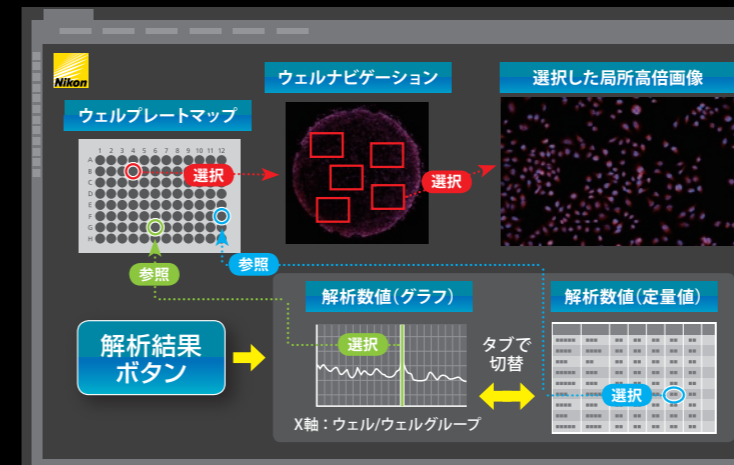 Nikon
ウェルプレートマップ
ウェルナビゲーション
選択した局所高倍画像
1 2 3 4 5 6 7 8 9 10 11 12
A
B
C
D
E
F
G
H
選択
選択
参照
参照
解析結果
ボタン
解析数値(グラフ)
選択
X軸：ウェル/ウェルグループ
タブで
切替
解析数値(定量値)
選択